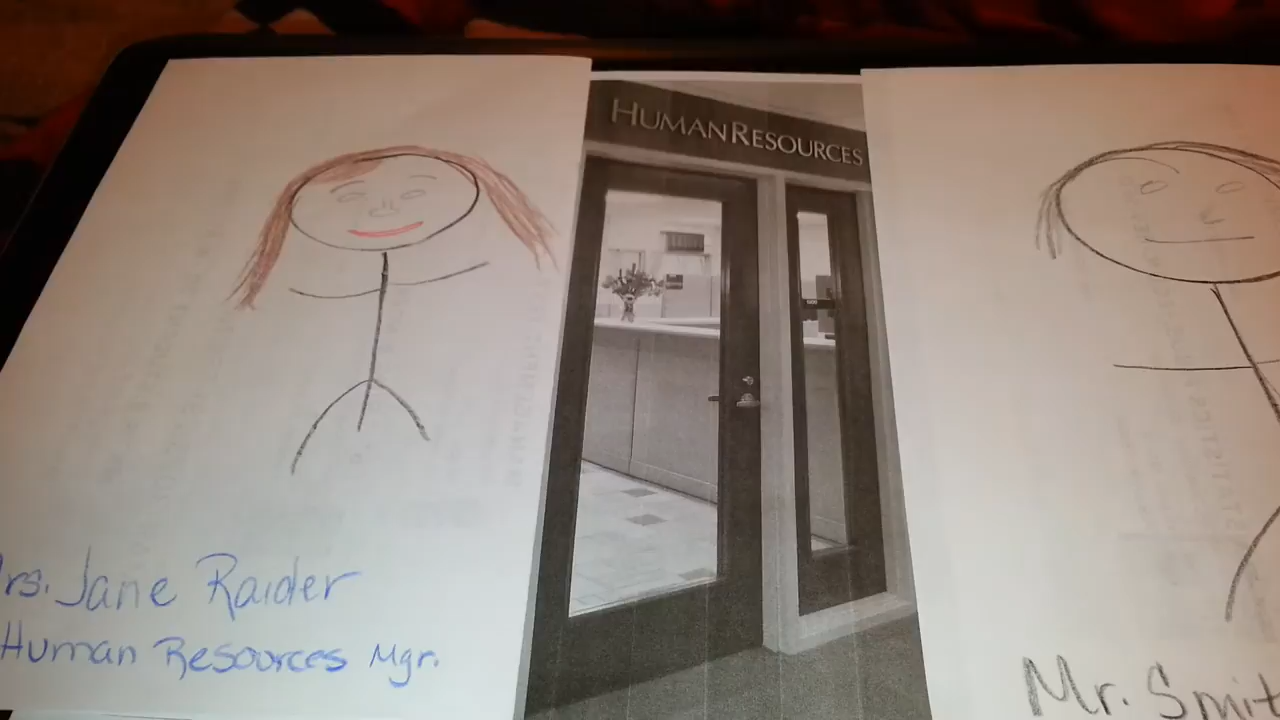 HUMAN RESOURCES
rs. Jane Raider
Human Resources Mgr.
Mr. Smit